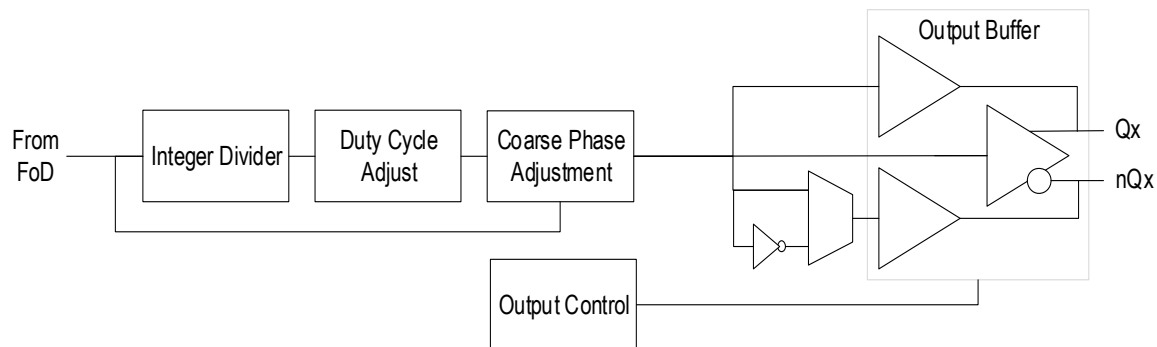 Output Buffer
From
FoD
Integer Divider
Duty Cycle
Adjust
Coarse Phase
Adjustment
Qx
nQx
Output Control